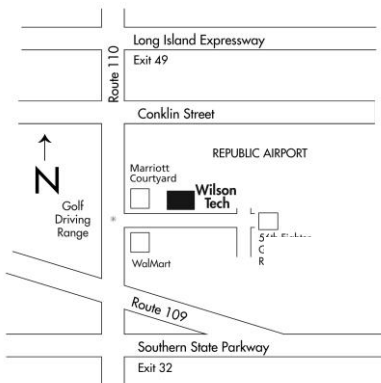 Long Island Expressway
Exit 49
Route 110
Conklin Street
REPUBLIC AIRPORT
N
Marriott
Courtyard
Wilson
Tech
Golf
Driving
Range
WalMart
Route 109
Southern State Parkway
Exit 32